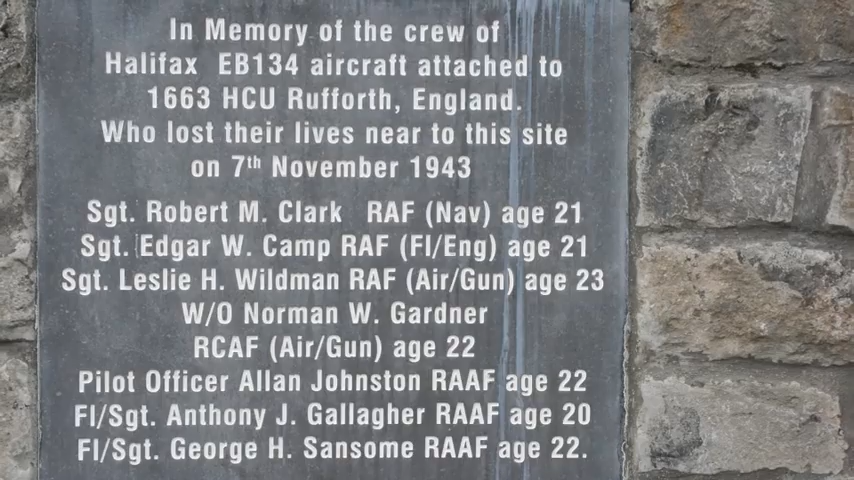 In Memory of the crew of
Halifax EB134 aircraft attached to
1663 HCU Rufforth, England.
Who lost their lives near to this site
on 7th November 1943
Sgt. Robert M. Clark RAF (Nav) age 21
Sgt. Edgar W. Camp RAF (Fl/Eng) age 21
Sgt. Leslie H. Wildman RAF (Air/Gun) age 23
W/O Norman W. Gardner
RCAF (Air/Gun) age 22
Pilot Officer Allan Johnston RAAF age 22
Fl/Sgt. Anthony J. Gallagher RAAF age 20
Fl/Sgt. George H. Sansome RAAF age 22.